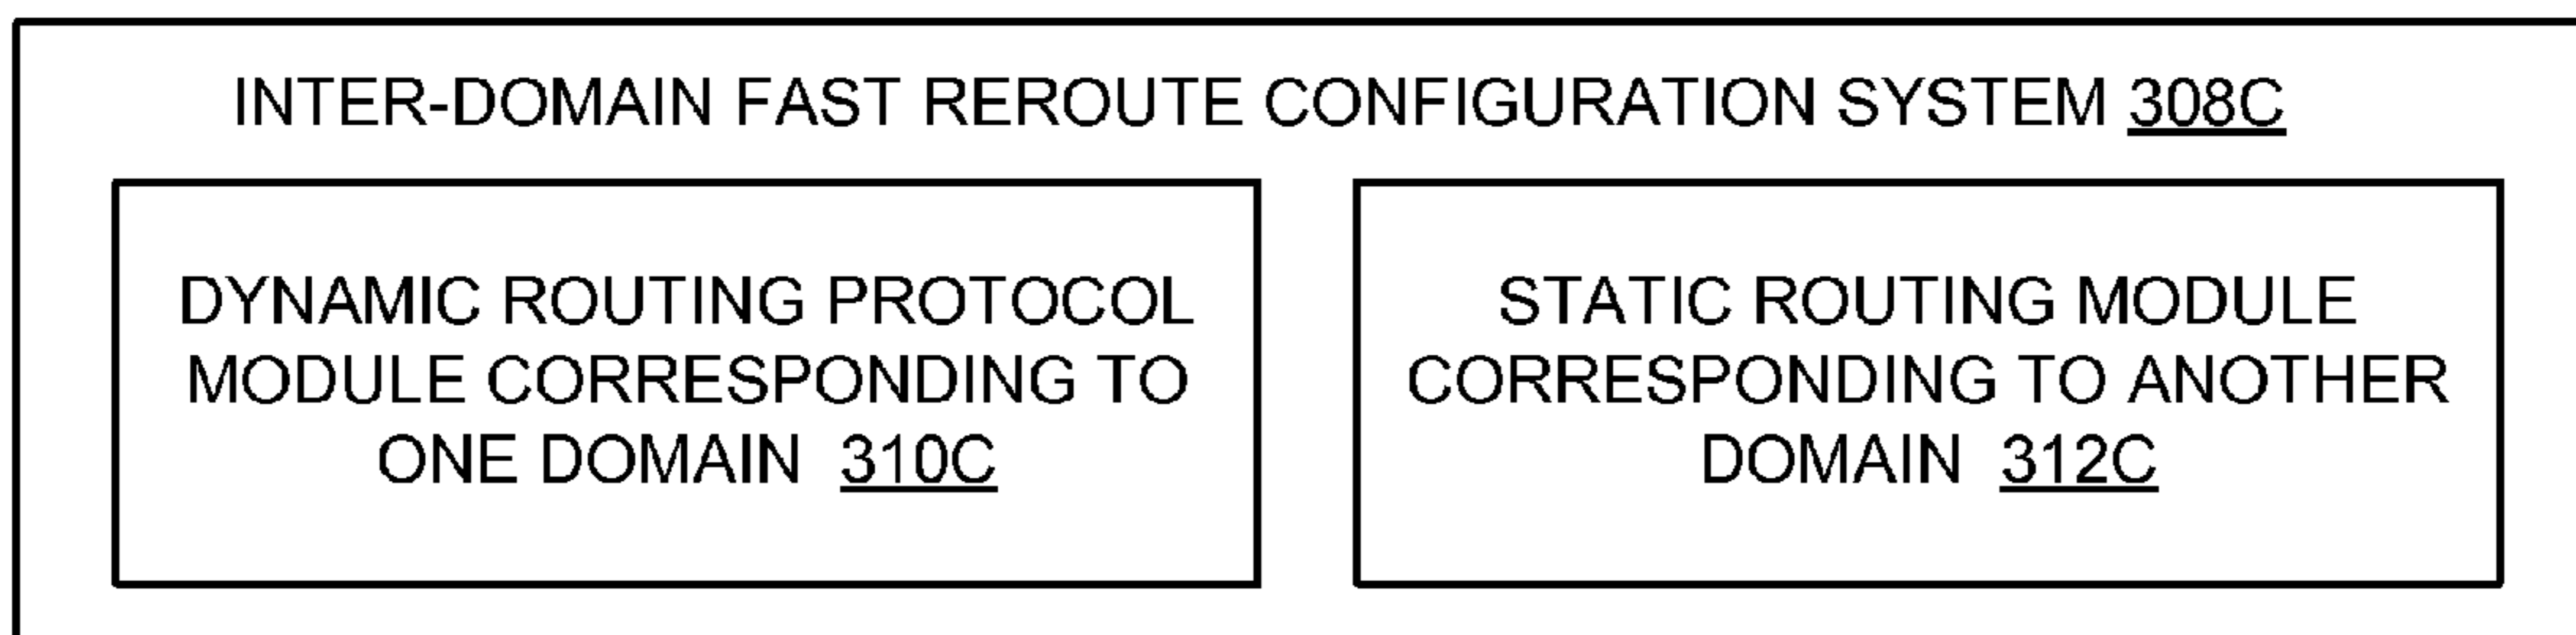 INTER-DOMAIN FAST REROUTE CONFIGURATION SYSTEM 308C
DYNAMIC ROUTING PROTOCOL
MODULE CORRESPONDING TO
ONE DOMAIN 310C
STATIC ROUTING MODULE
CORRESPONDING TO ANOTHER
DOMAIN 312C